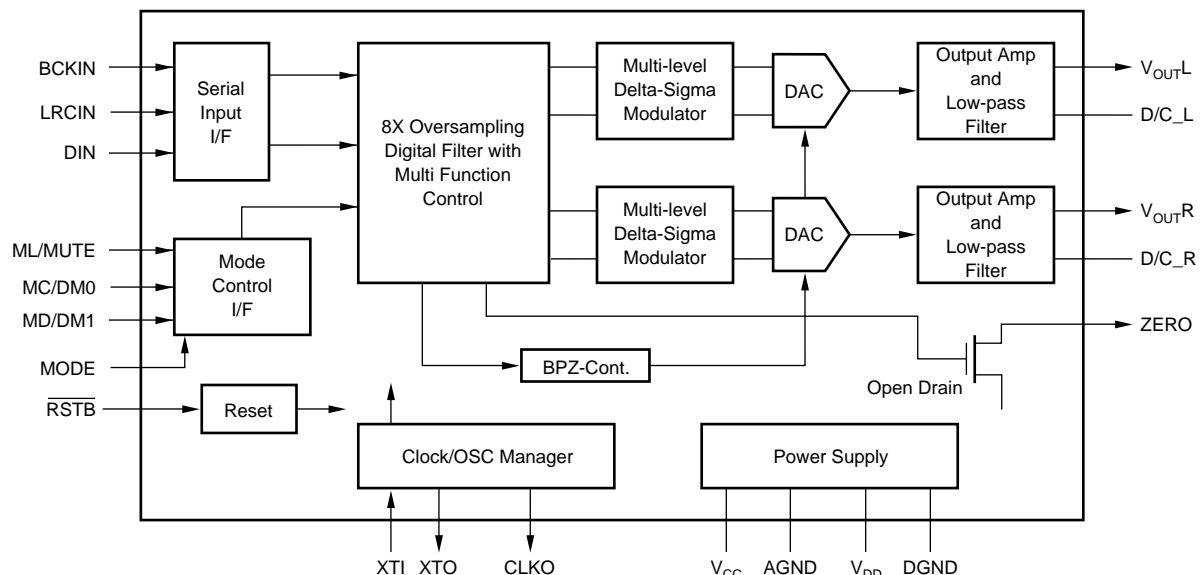 BCKIN
LRCIN
DIN
ML/MUTE
MC/DM0
MD/DM1
MODE
RSTB
Serial
Input
I/F
Mode
Control
I/F
Reset
8X Oversampling
Digital Filter with
Multi Function
Control
Multi-level
Delta-Sigma
Modulator
DAC
Output Amp
and
Low-pass
Filter
VOUTL
D/C_L
Multi-level
Delta-Sigma
Modulator
DAC
Output Amp
and
Low-pass
Filter
VOUTR
D/C_R
ZERO
BPZ-Cont.
Open Drain
Clock/OSC Manager
Power Supply
XTI
XTO
CLKO
VCC
AGND
VDD
DGND